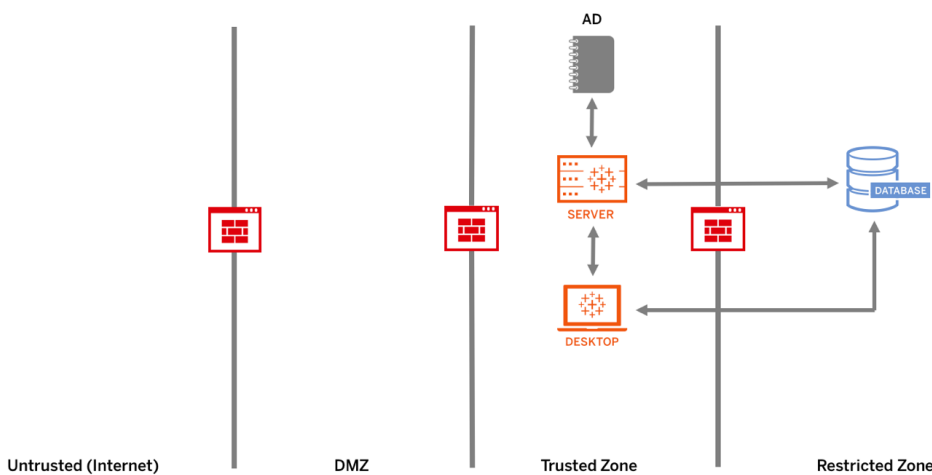 AD
SERVER
DATABASE
DESKTOP
Untrusted (Internet)
DMZ
Trusted Zone
Restricted Zone